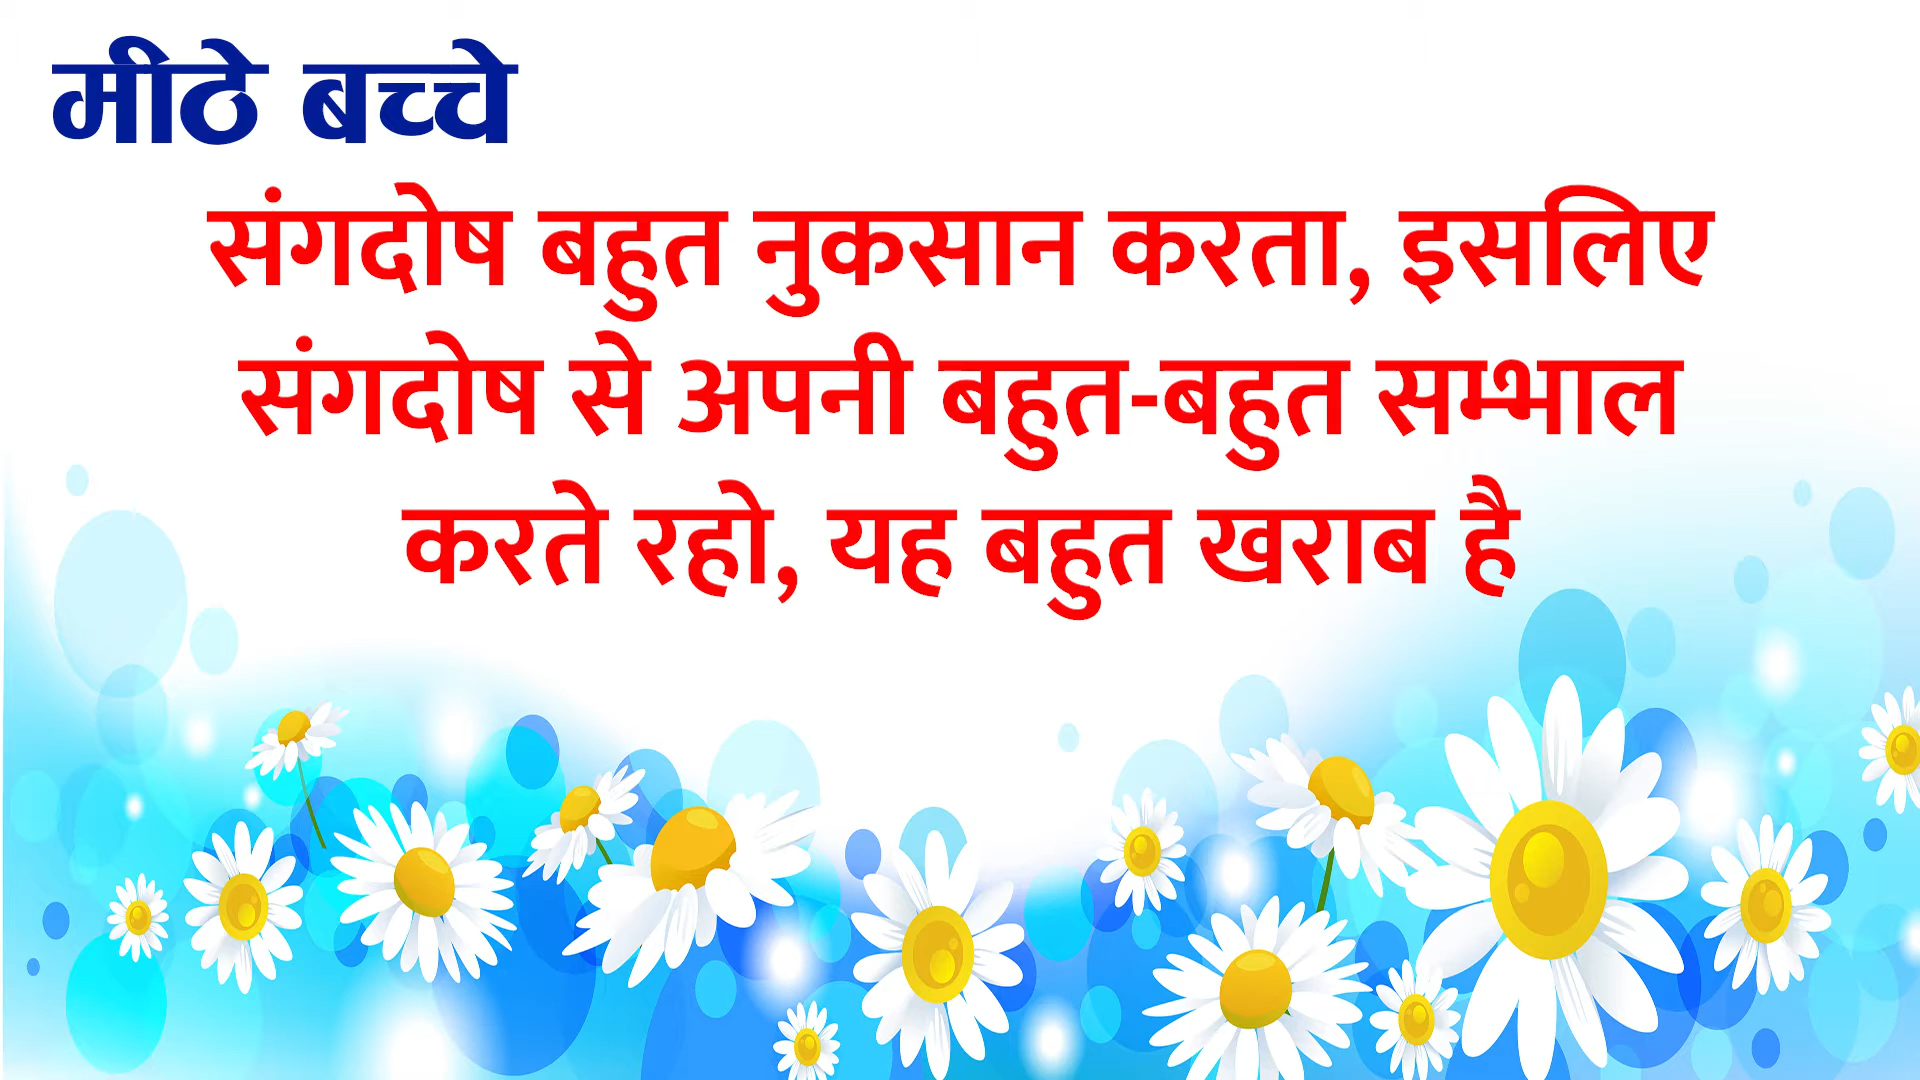 मीठे बच्चे
संगदोष बहुत नुकसान करता, इसलिए
संगदोष से अपनी बहुत-बहुत सम्भाल
करते रहो, यह बहुत खराब है